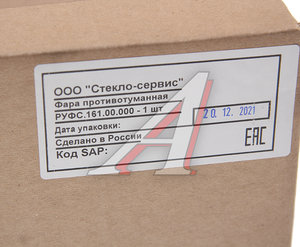 ООО "Стекло-сервис"
Фара противотуманная
РУФС.161.00.000 - 1 шт
Дата упаковки: 20.12.2021
Сделано в России
Код SAP:
EAC